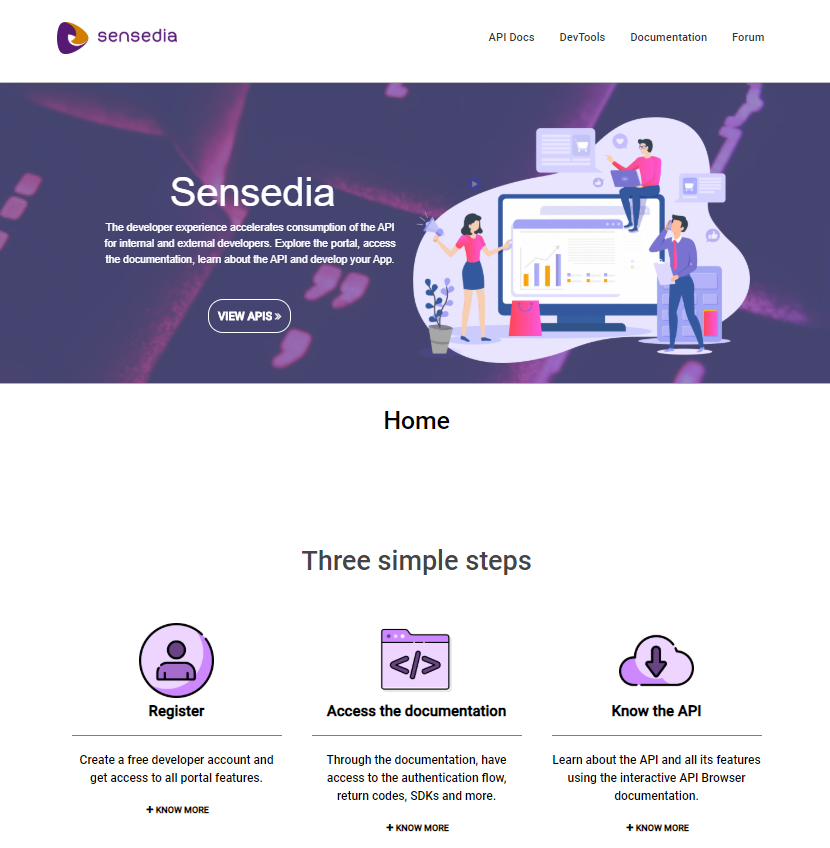 sensedia
API Docs DevTools Documentation Forum
Sensedia
The developer experience accelerates consumption of the API
for internal and external developers. Explore the portal, access
the documentation, learn about the API and develop your App.
VIEW APIS »
Home
Three simple steps
Register
Create a free developer account and
get access to all portal features.
+ KNOW MORE
Access the documentation
Through the documentation, have
access to the authentication flow,
return codes, SDKs and more.
+ KNOW MORE
Know the API
Learn about the API and all its features
using the interactive API Browser
documentation.
+ KNOW MORE